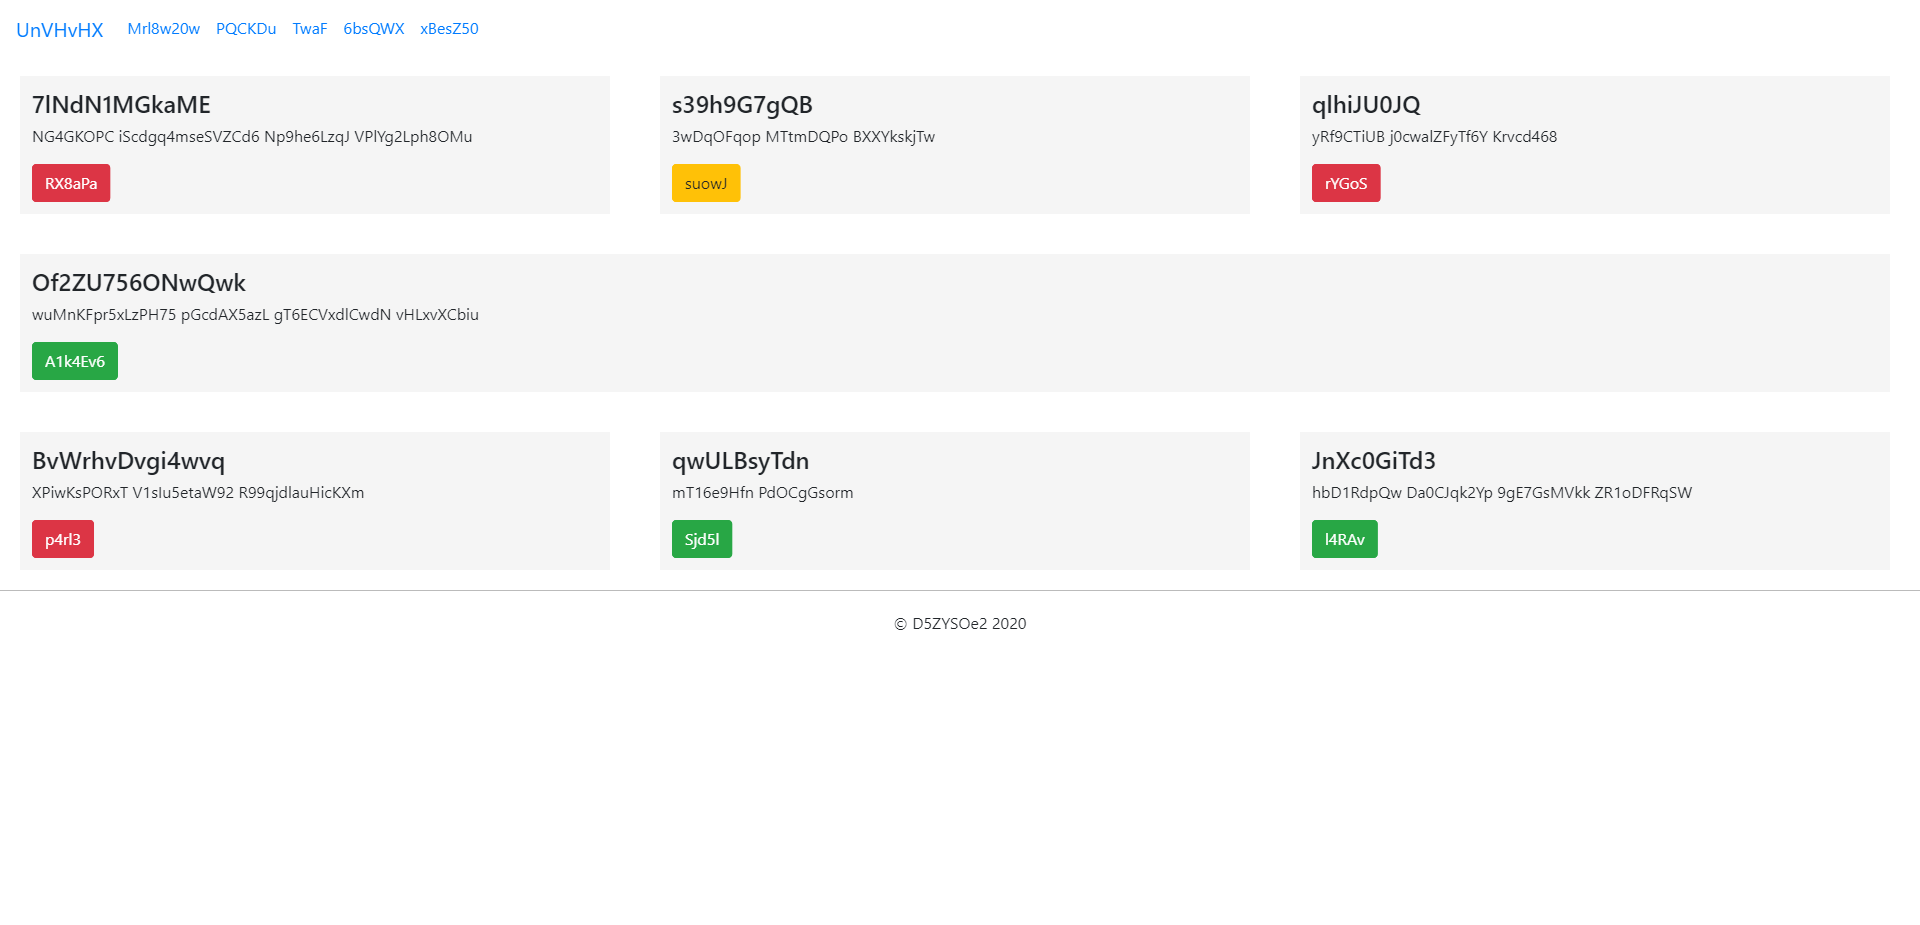 UnVHvHX Mrl8w20w PQCKDu TwaF 6bsQWX xBesZ50
7lNdN1MGkaME
NG4GKOPC iScdgq4mseSVZCd6 Np9he6LzqJ VPlYg2Lph8OMu
RX8aPa
s39h9G7gQB
3wDqOFqop MTtmDQPo BXXYkskjTw
suowJ
qlhiJU0JQ
yRf9CTiUB j0cwalZFyTf6Y Krvcd468
rYGoS
Of2ZU756ONwQwk
wuMnKFpr5xLzPH75 pGcdAX5azL gT6ECVxdlCwdN vHLxvXCbiu
A1k4Ev6
BvWrhvDvgi4wvq
XPiwKsPORxT V1sIu5etaW92 R99qjdlauHicKXm
p4rl3
qwULBsyTdn
mT16e9Hfn PdOCgGsorm
Sjd5l
JnXc0GiTd3
hbD1RdpQw Da0CJqk2Yp 9gE7GsMVkk ZR1oDFRqSW
l4RAv
© D5ZYSOe2 2020